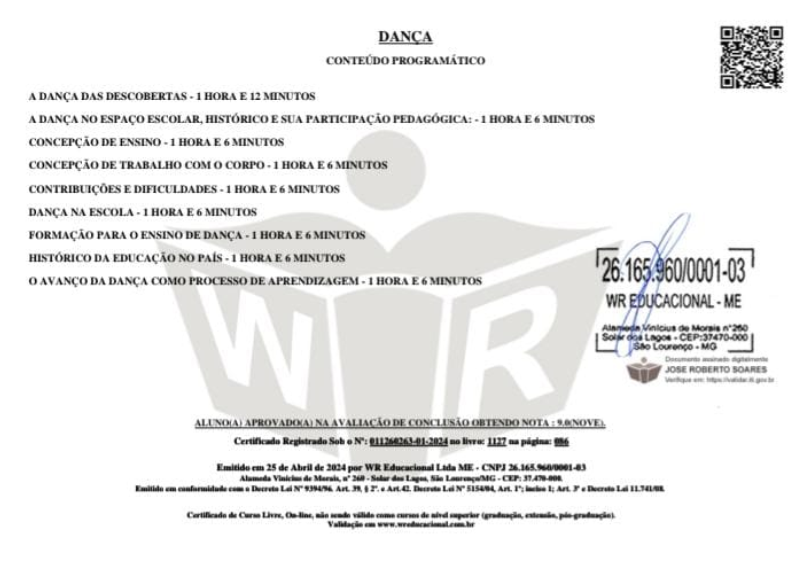 DANÇA
CONTEÚDO PROGRAMÁTICO
A DANÇA DAS DESCOBERTAS - 1 HORA E 12 MINUTOS
A DANÇA NO ESPAÇO ESCOLAR, HISTÓRICO E SUA PARTICIPAÇÃO PEDAGÓGICA: - 1 HORA E 6 MINUTOS
CONCEPÇÃO DE ENSINO - 1 HORA E 6 MINUTOS
CONCEPÇÃO DE TRABALHO COM O CORPO - 1 HORA E 6 MINUTOS
CONTRIBUIÇÕES E DIFICULDADES - 1 HORA E 6 MINUTOS
DANÇA NA ESCOLA - 1 HORA E 6 MINUTOS
FORMAÇÃO PARA O ENSINO DE DANÇA - 1 HORA E 6 MINUTOS
HISTÓRICO DA EDUCAÇÃO NO PAÍS - 1 HORA E 6 MINUTOS
O AVANÇO DA DANÇA COMO PROCESSO DE APRENDIZAGEM - 1 HORA E 6 MINUTOS
WR
26.165.960/0001-03
WR EDUCACIONAL - ME
Alameda Vinícius de Morais n°260
Solar dos Lagos - CEP:37470-000
São Lourenço - MG
Documento assinado digitalmente
JOSE ROBERTO SOARES
Verifique em: https://validar.iti.gov.br
ALUNO(A) APROVADO(A) NA AVALIAÇÃO DE CONCLUSÃO OBTENDO NOTA : 9.0(NOVE).
Certificado Registrado Sob o Nº: 011260263-01-2024 no livro: 1127 na página: 086
Emitido em 25 de Abril de 2024 por WR Educacional Ltda ME - CNPJ 26.165.960/0001-03
Alameda Vinicius de Morais, nº 260 - Solar dos Lagos, São Lourenço/MG - CEP: 37.470-000.
Emitido em conformidade com o Decreto Lei Nº 9394/96. Art. 39, § 2º. e Art.42. Decreto Lei Nº 5154/04, Art. 1º; inciso 1; Art. 3º e Decreto Lei 11.741/08.
Certificado de Curso Livre, On-line, não sendo válido como cursos de nível superior (graduação, extensão, pós-graduação).
Validação em www.wreducacional.com.br